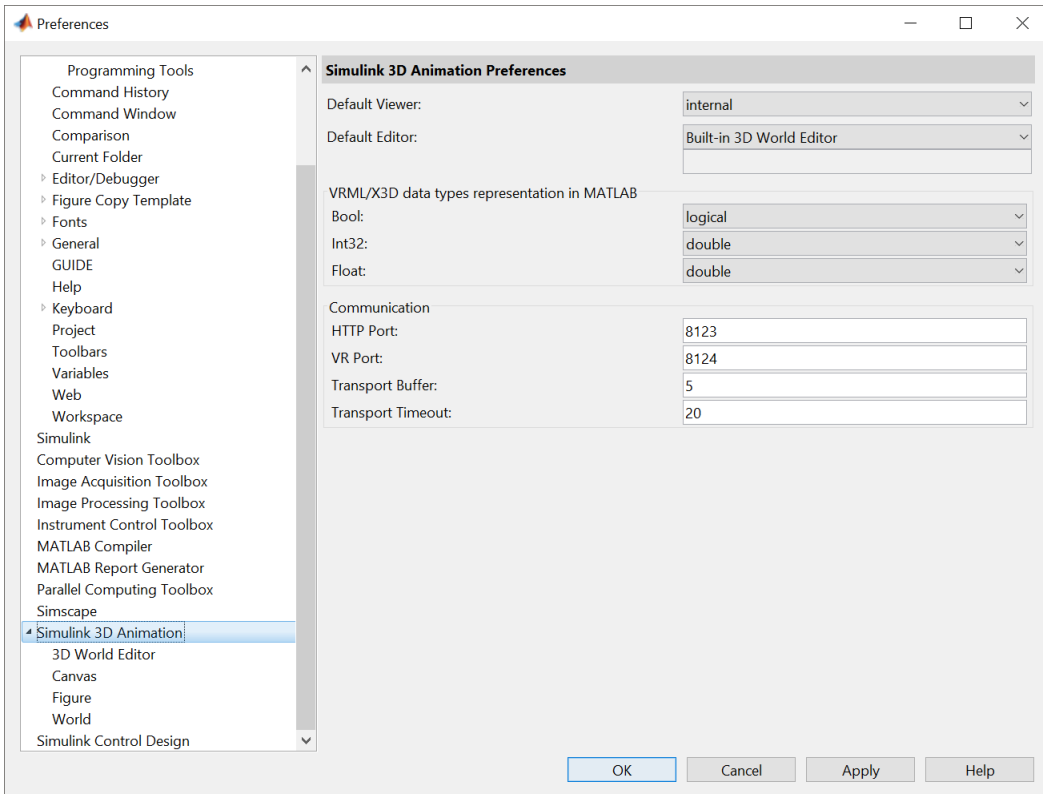 Preferences
Programming Tools
Command History
Command Window
Comparison
Current Folder
Editor/Debugger
Figure Copy Template
Fonts
General
GUIDE
Help
Keyboard
Project
Toolbars
Variables
Web
Workspace
Simulink
Computer Vision Toolbox
Image Acquisition Toolbox
Image Processing Toolbox
Instrument Control Toolbox
MATLAB Compiler
MATLAB Report Generator
Parallel Computing Toolbox
Simscape
Simulink 3D Animation
3D World Editor
Canvas
Figure
World
Simulink Control Design
Simulink 3D Animation Preferences
Default Viewer: internal
Default Editor: Built-in 3D World Editor
VRML/X3D data types representation in MATLAB
Bool: logical
Int32: double
Float: double
Communication
HTTP Port: 8123
VR Port: 8124
Transport Buffer: 5
Transport Timeout: 20
OK Cancel Apply Help